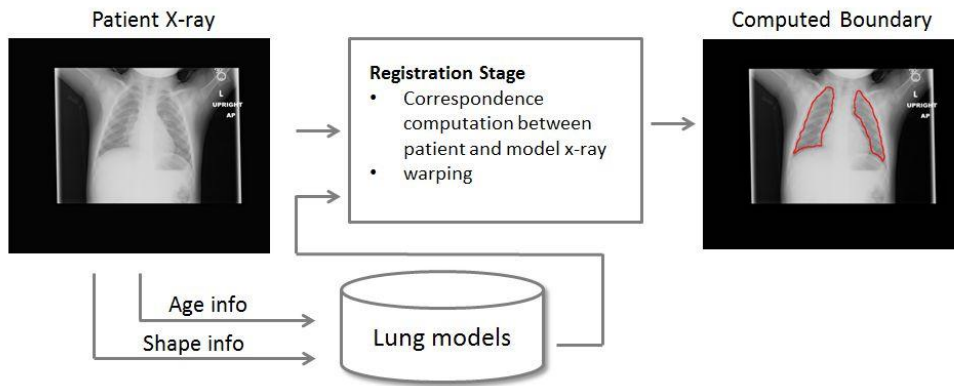 Patient X-ray
Computed Boundary
L
UPRIGHT
AP
Registration Stage
• Correspondence
computation between
patient and model x-ray
• warping
L
UPRIGHT
AP
Age info
Shape info
Lung models